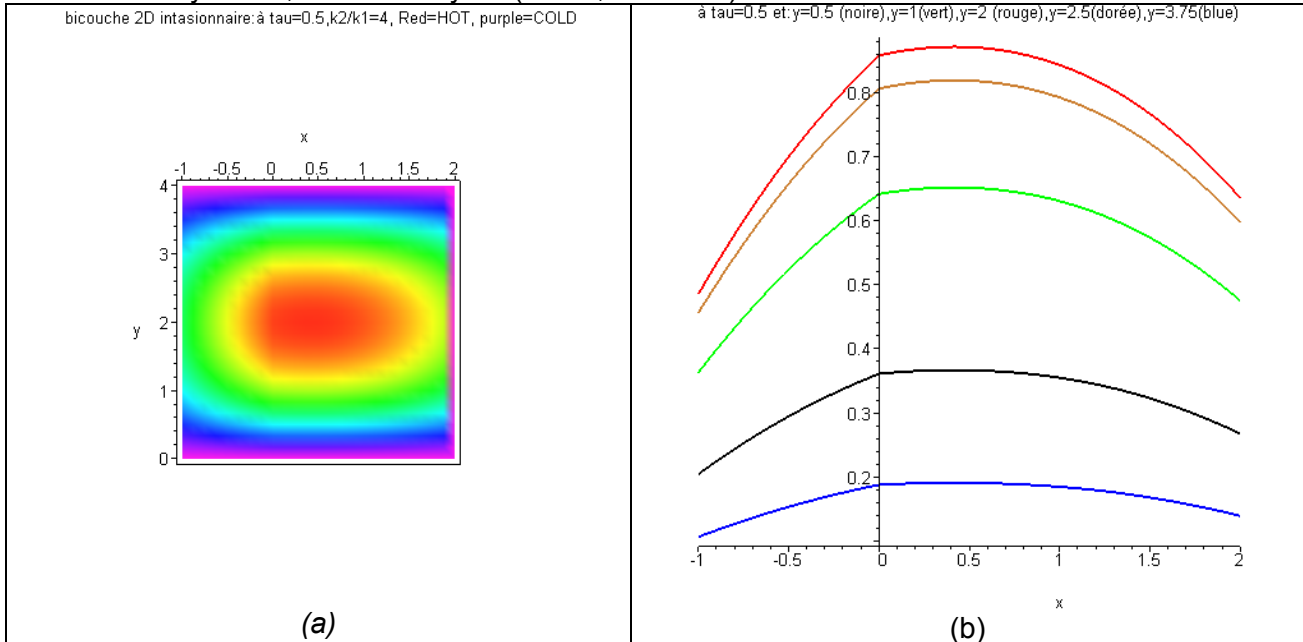 bicouche 2D intasionnaire:à tau=0.5,k2/k1=4, Red=HOT, purple=COLD
x
-1 -0.5 0 0.5 1 1.5 2
4
3
y 2
1
0
(a)
à tau=0.5 et:y=0.5 (noire),y=1(vert),y=2 (rouge),y=2.5(dorée),y=3.75(blue)
0.8
0.7
0.6
0.5
0.4
0.3
0.2
-1 -0.5 0 0.5 1 1.5 2
x
(b)